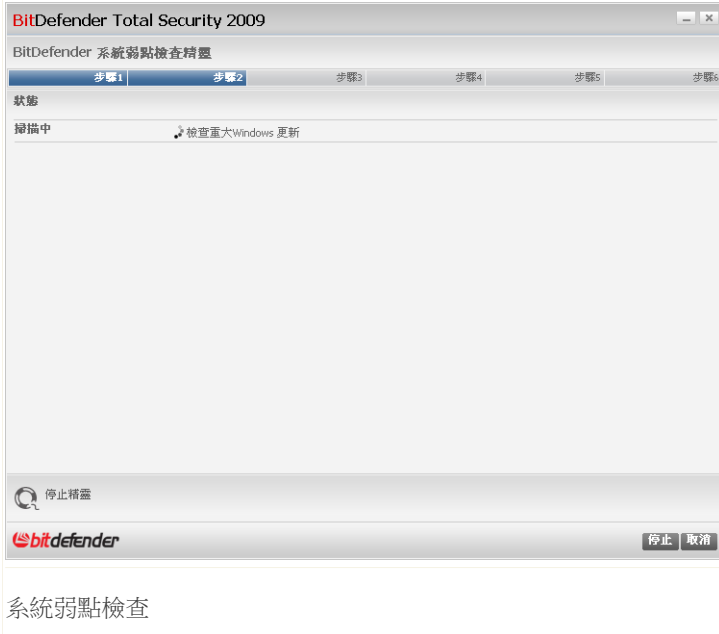 BitDefender Total Security 2009
BitDefender 系統弱點檢查精靈
步驟1 步驟2 步驟3 步驟4 步驟5 步驟6
狀態
掃描中 檢查重大Windows 更新
停止精靈
bitdefender
停止 取消
系統弱點檢查